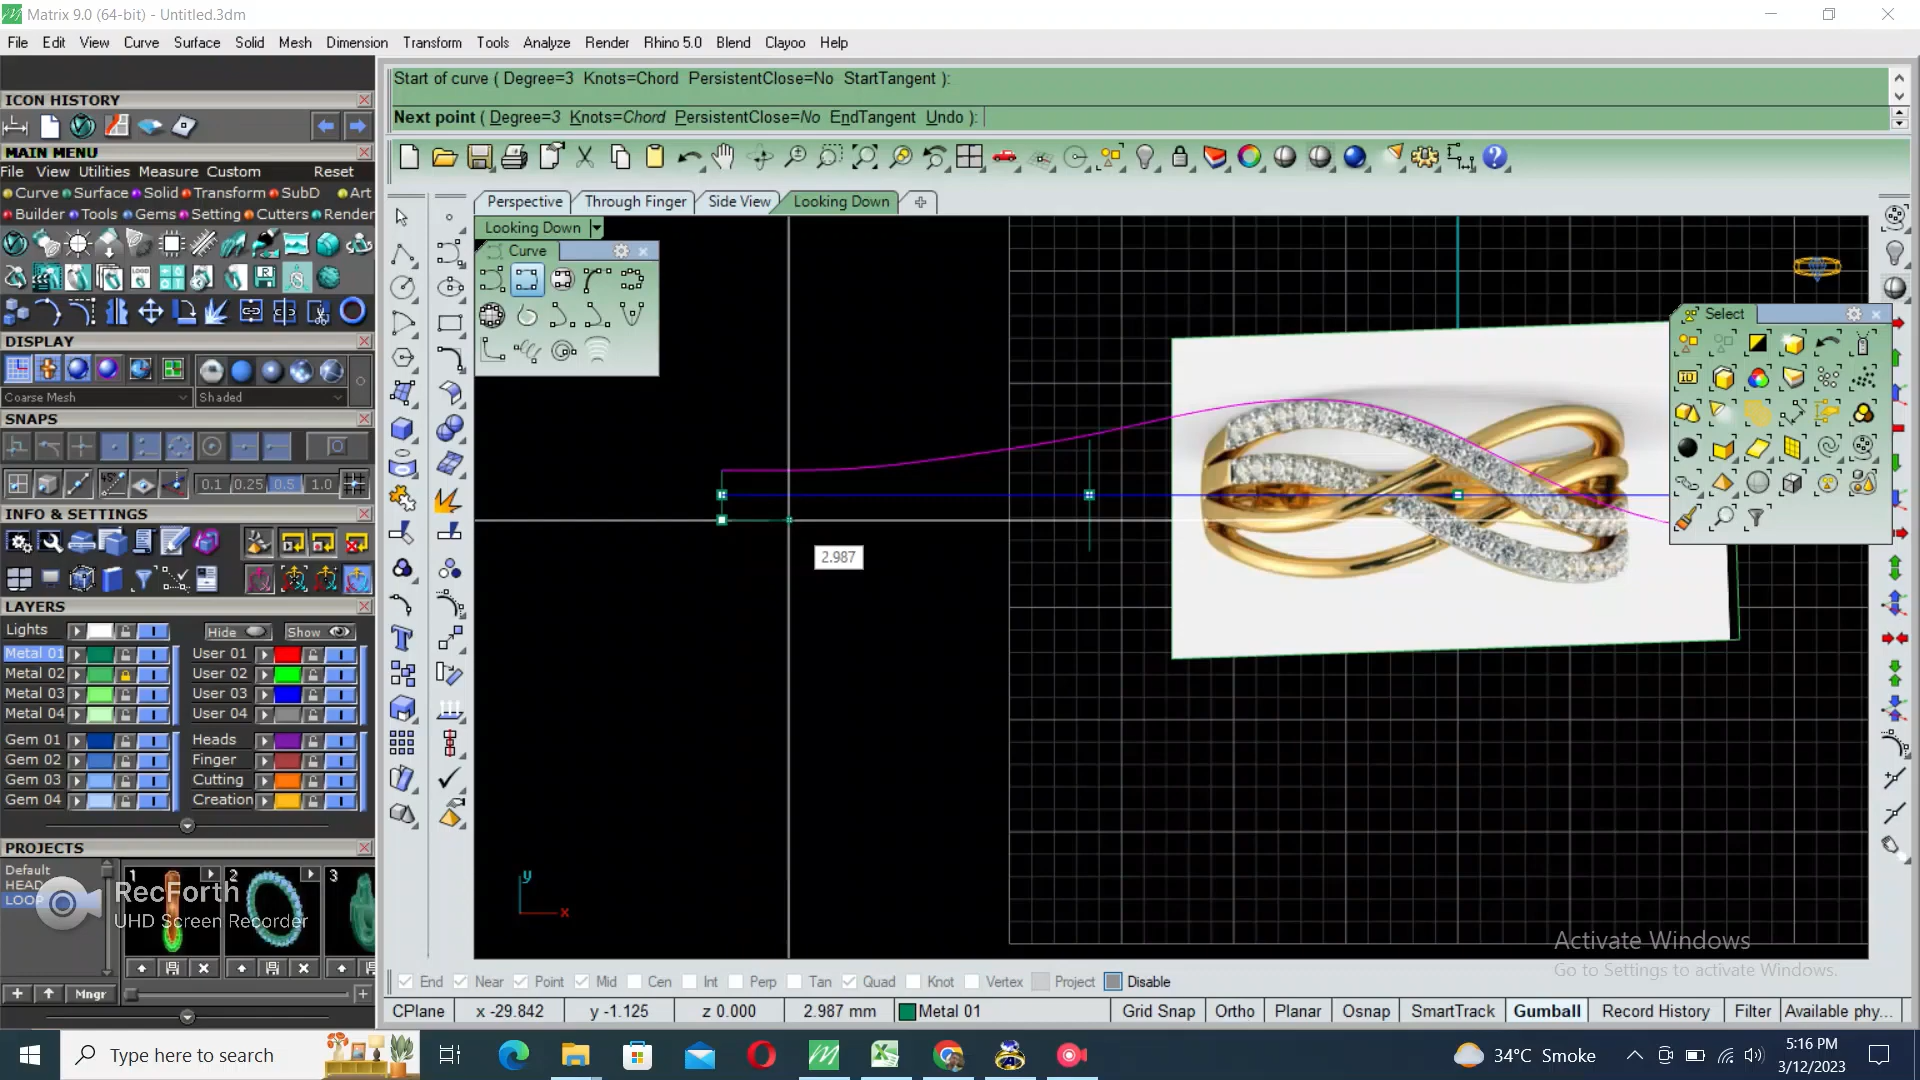 Matrix 9.0 (64-bit) - Untitled.3dm
File Edit View Curve Surface Solid Mesh Dimension Transform Tools Analyze Render Rhino 5.0 Blend Clayoo Help
Start of curve ( Degree=3 Knots=Chord PersistentClose=No StartTangent ):
Next point ( Degree=3 Knots=Chord PersistentClose=No EndTangent Undo ):
ICON HISTORY
MAIN MENU
File View Utilities Measure Custom Reset
Curve Surface Solid Transform SubD Art
Builder Tools Gems Setting Cutters Render
Perspective Through Finger Side View Looking Down
Looking Down
Curve
Select
DISPLAY
Coarse Mesh Shaded
SNAPS
0.1 0.25 0.5 1.0
INFO & SETTINGS
2.987
LAYERS
Lights Hide Show
Metal 01 User 01
Metal 02 User 02
Metal 03 User 03
Metal 04 User 04
Gem 01 Heads
Gem 02 Finger
Gem 03 Cutting
Gem 04 Creation
PROJECTS
Default
HEAD
LOOP
1 2 3
RecForth
UHD Screen Recorder
Mngr
y
x
Activate Windows
Go to Settings to activate Windows.
End Near Point Mid Cen Int Perp Tan Quad Knot Vertex Project Disable
CPlane x -29.842 y -1.125 z 0.000 2.987 mm Metal 01 Grid Snap Ortho Planar Osnap SmartTrack Gumball Record History Filter Available phy...
Type here to search
34°C Smoke
5:16 PM
3/12/2023